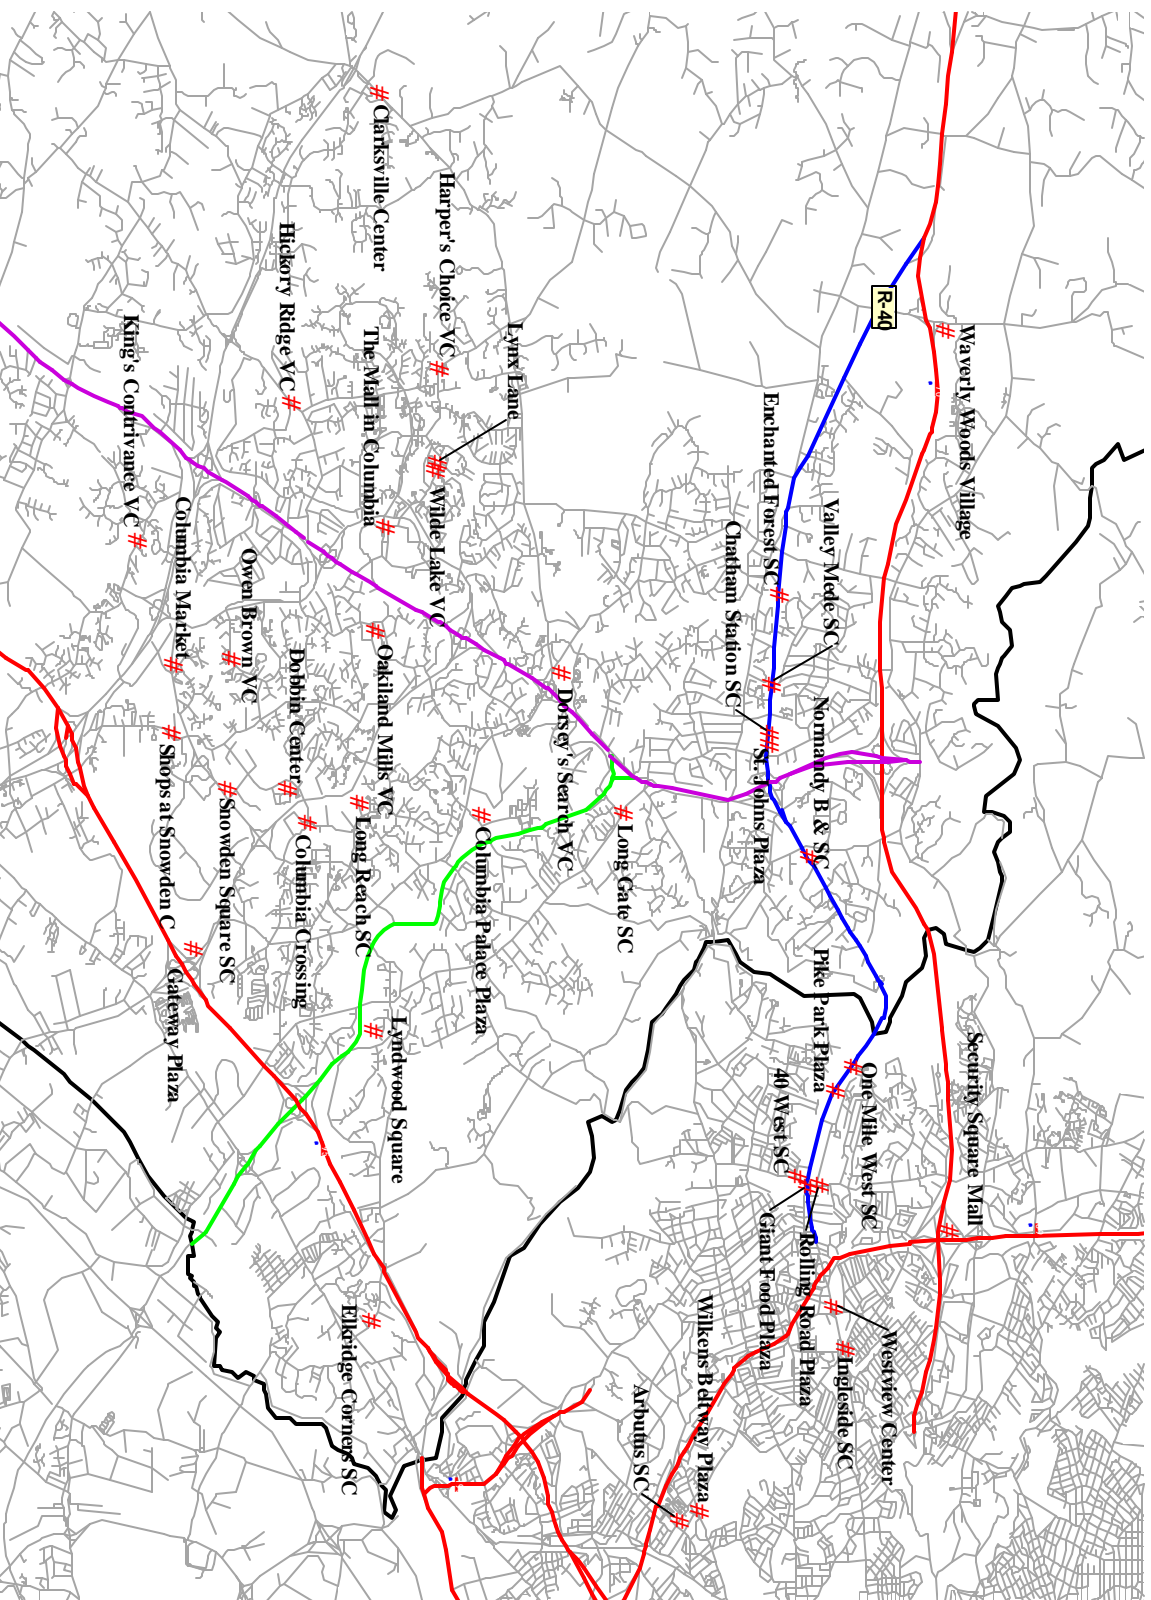 Clarksville Center
Harper's Choice VC
Hickory Ridge VC
King's Contrivance VC
The Mall in Columbia
Lynx Lane
R-40
Waverly Woods Village
Enchanted Forest SC
Valley Mede SC
Chatham Station SC
Wilde Lake VC
Columbia Market
Owen Brown VC
Dobbin Center
Oakiland Mills VC
Dorsey's Search VC
Normandy B & SC
St. Johns Plaza
Shops at Snowden C
Snowden Square SC
Columbia Crossing
Long Reach SC
Columbia Palace Plaza
Long Gate SC
Pike Park Plaza
Gateway Plaza
Lyndwood Square
40 West SC
One Mile West SC
Security Square Mall
Giant Food Plaza
Rolling Road Plaza
Elkridge Corners SC
Wilkens Beltway Plaza
Arbutus SC
Ingleside SC
Westview Center